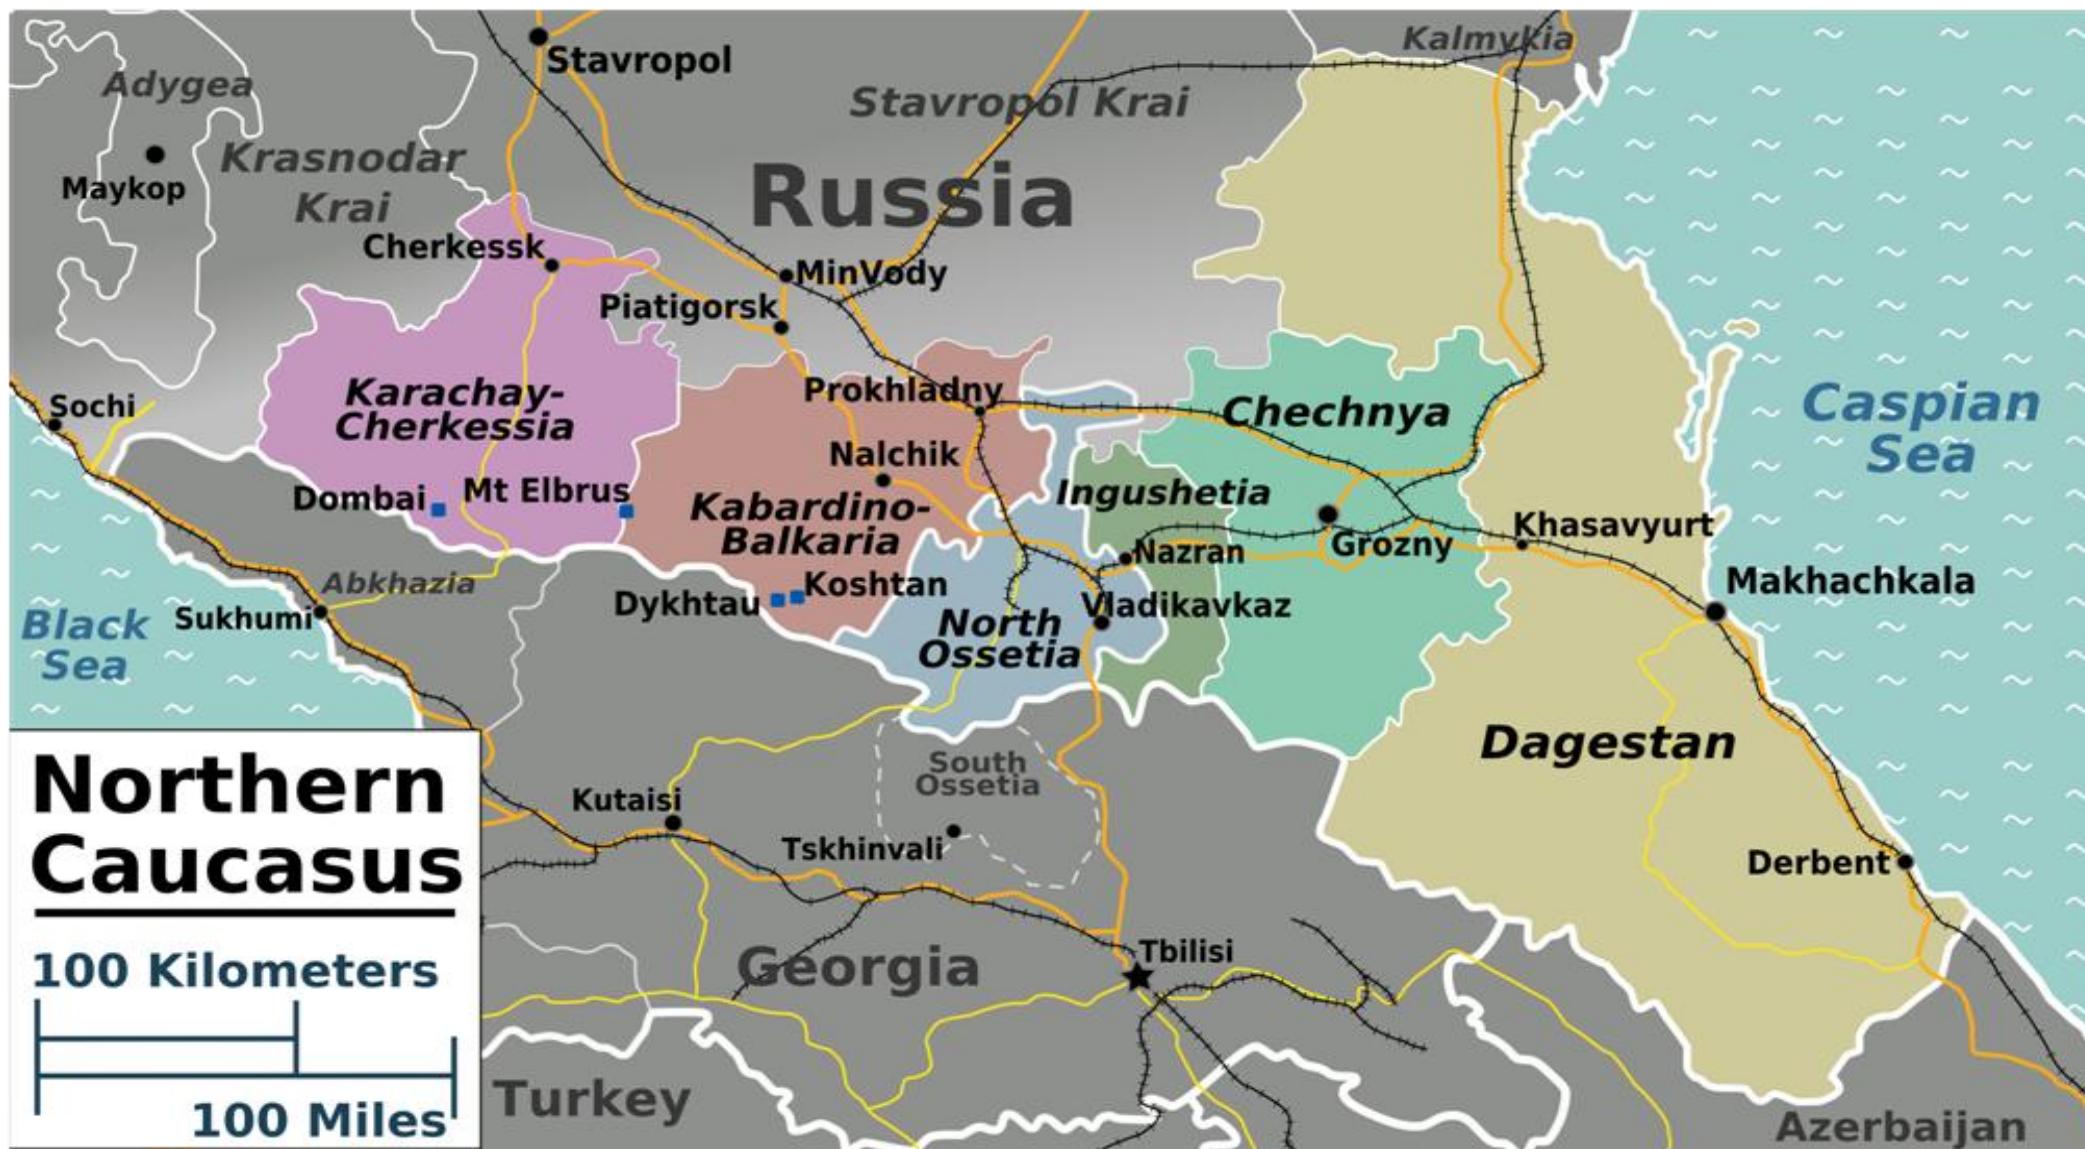 Kalmykia
Stavropol
Adygea
Stavropol Krai
Krasnodar
Krai
Maykop
Russia
Cherkessk
MinVody
Piatigorsk
Karachay-
Cherkessia
Prokhladny
Chechnya
Caspian
Sea
Sochi
Nalchik
Dombai
Mt Elbrus
Kabardino-
Balkaria
Ingushetia
Khasavyurt
Grozny
Nazran
Makhachkala
Abkhazia
Sukhumi
Black
Sea
Dykhtau
Koshtan
Vladikavkaz
North
Ossetia
Dagestan
South
Ossetia
Kutaisi
Tskhinvali
Derbent
Tbilisi
Georgia
Turkey
Azerbaijan
Northern
Caucasus
100 Kilometers
100 Miles